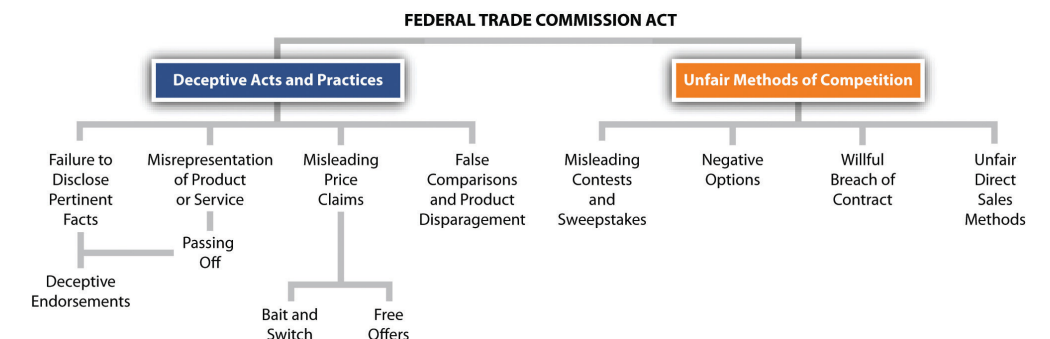 FEDERAL TRADE COMMISSION ACT
Deceptive Acts and Practices
Unfair Methods of Competition
Failure to
Disclose
Pertinent
Facts
Misrepresentation
of Product
or Service
Misleading
Price
Claims
False
Comparisons
and Product
Disparagement
Misleading
Contests
and
Sweepstakes
Negative
Options
Willful
Breach of
Contract
Unfair
Direct
Sales
Methods
Passing
Off
Deceptive
Endorsements
Bait and
Switch
Free
Offers